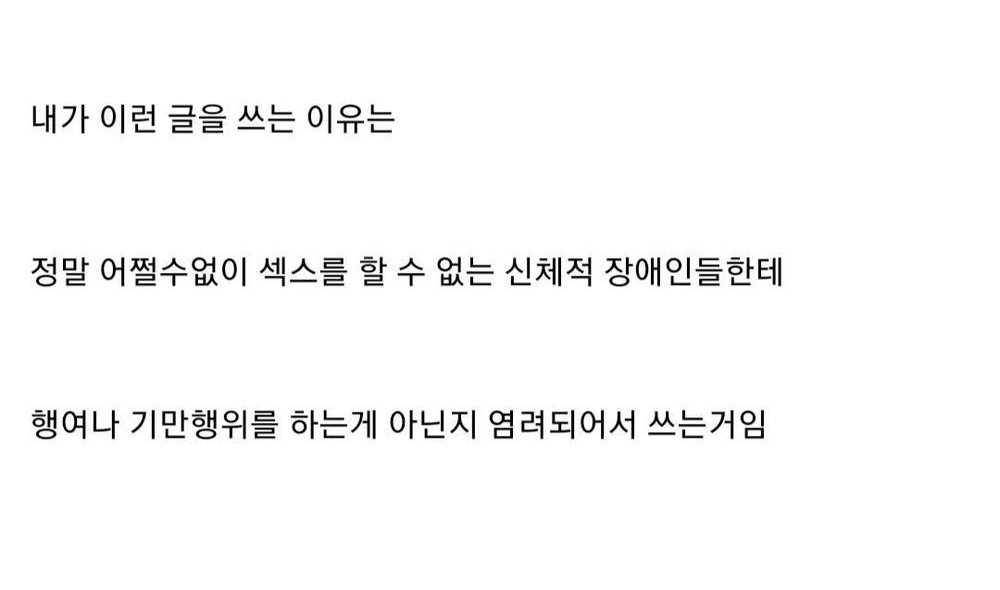 내가 이런 글을 쓰는 이유는
정말 어쩔수없이 섹스를 할 수 없는 신체적 장애인들한테
행여나 기만행위를 하는게 아닌지 염려되어서 쓰는거임